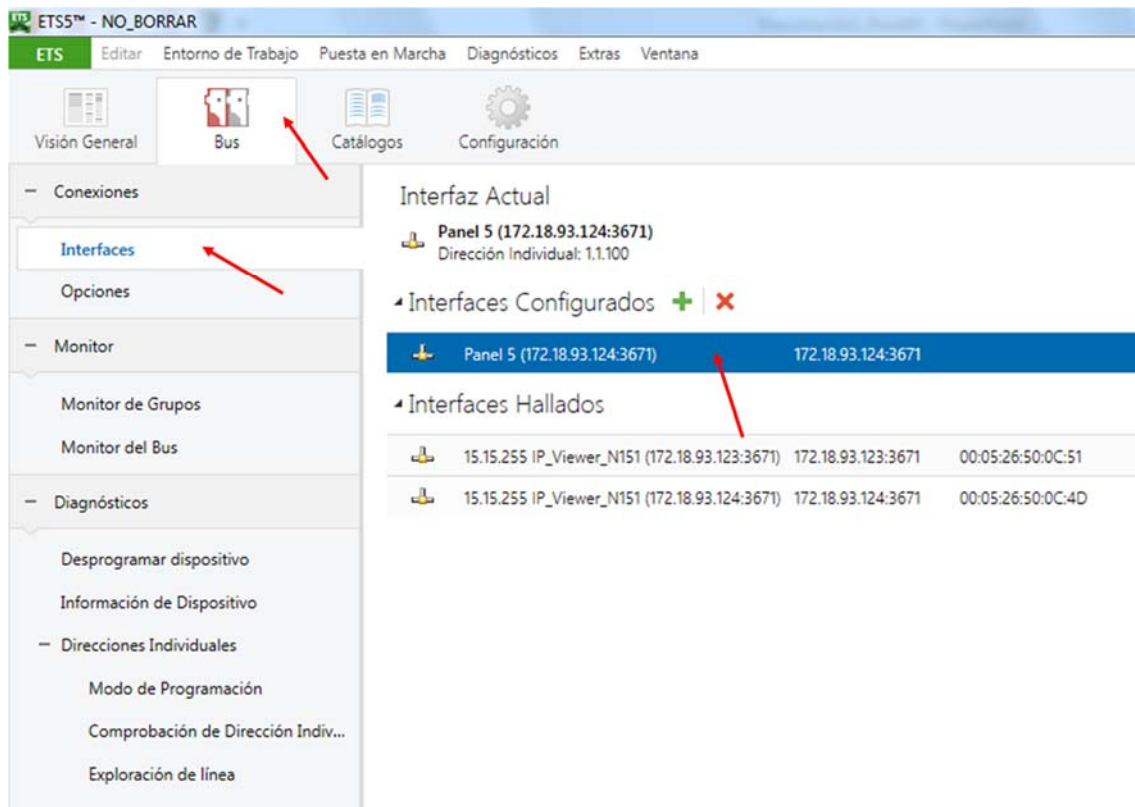 ETS5™ - NO_BORRAR
ETS Editar Entorno de Trabajo Puesta en Marcha Diagnósticos Extras Ventana
Visión General Bus Catálogos Configuración
Conexiones
Interfaces
Opciones
Monitor
Monitor de Grupos
Monitor del Bus
Diagnósticos
Desprogramar dispositivo
Información de Dispositivo
Direcciones Individuales
Modo de Programación
Comprobación de Dirección Indiv...
Exploración de línea
Interfaz Actual
Panel 5 (172.18.93.124:3671)
Dirección Individual: 1.1.100
Interfaces Configurados
Panel 5 (172.18.93.124:3671) 172.18.93.124:3671
Interfaces Hallados
15.15.255 IP_Viewer_N151 (172.18.93.123:3671) 172.18.93.123:3671 00:05:26:50:0C:51
15.15.255 IP_Viewer_N151 (172.18.93.124:3671) 172.18.93.124:3671 00:05:26:50:0C:4D